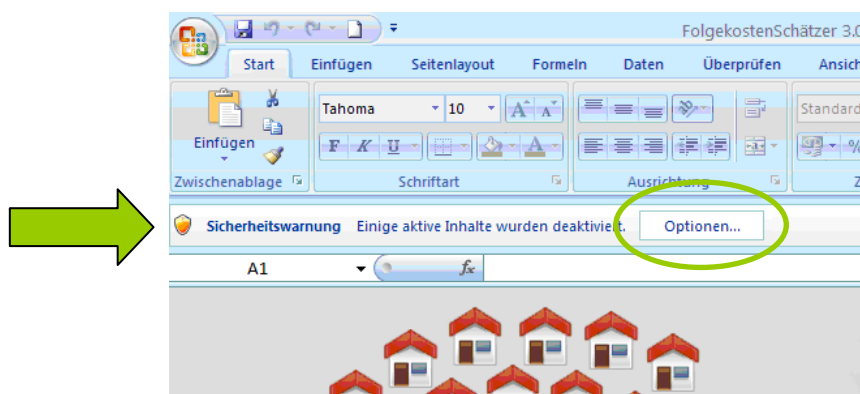 FolgekostenSchätzer 3.0
Start Einfügen Seitenlayout Formeln Daten Überprüfen Ansich
Tahoma 10 A A Standard
Einfügen F K U A a %
Zwischenablage Schriftart Ausrichtung Z
Sicherheitswarnung Einige aktive Inhalte wurden deaktiviert. Optionen...
A1 fx